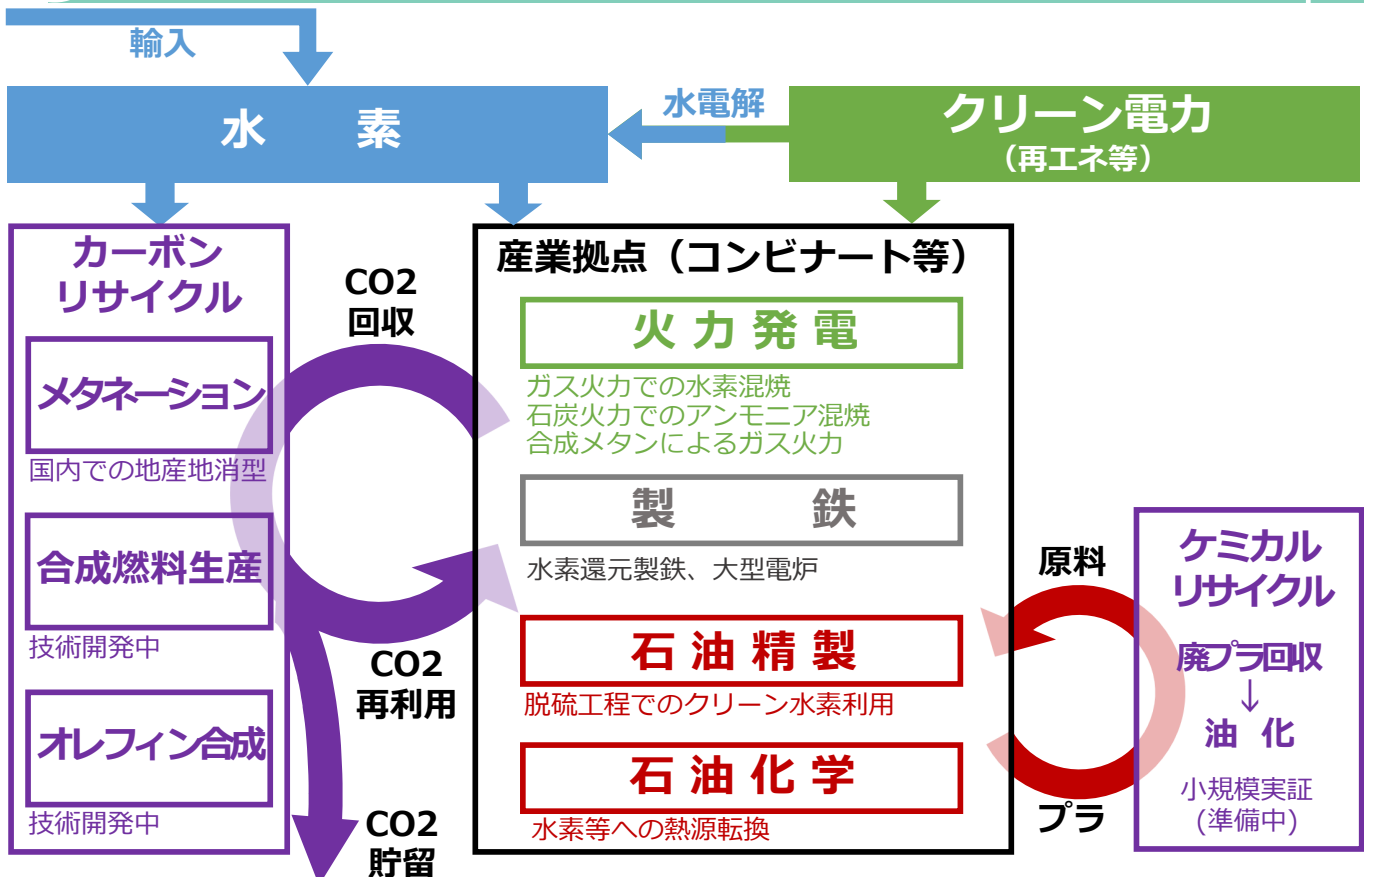 輸入
水　素
水電解
クリーン電力
（再エネ等）
カーボン
リサイクル
メタネーション
国内での地産地消型
合成燃料生産
技術開発中
オレフィン合成
技術開発中
CO2
回収
CO2
再利用
CO2
貯留
産業拠点（コンビナート等）
火力発電
ガス火力での水素混焼
石炭火力でのアンモニア混焼
合成メタンによるガス火力
製　鉄
水素還元製鉄、大型電炉
石油精製
脱硫工程でのクリーン水素利用
石油化学
水素等への熱源転換
原料
プラ
ケミカル
リサイクル
廃プラ回収
↓
油 化
小規模実証
(準備中)